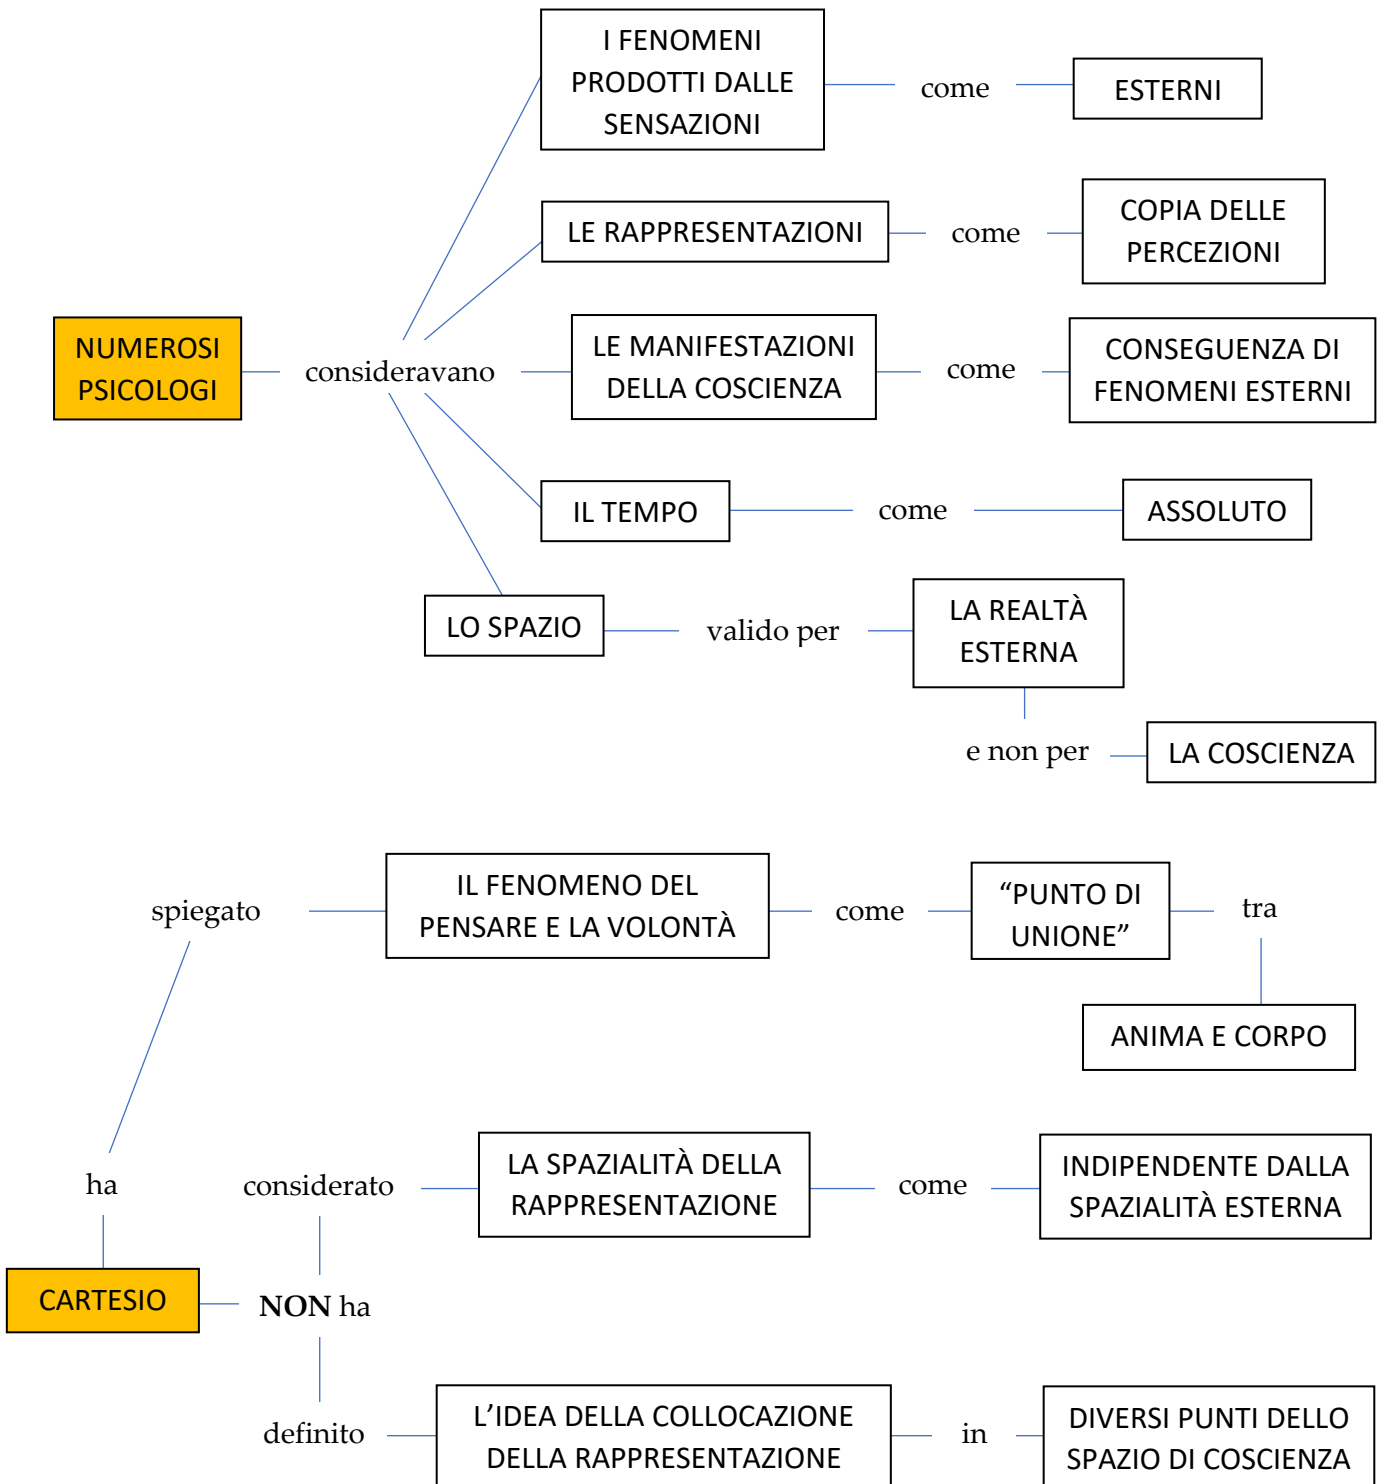 I FENOMENI
PRODOTTI DALLE
SENSAZIONI
come
ESTERNI
LE RAPPRESENTAZIONI
come
COPIA DELLE
PERCEZIONI
NUMEROSI
PSICOLOGI
consideravano
LE MANIFESTAZIONI
DELLA COSCIENZA
come
CONSEGUENZA DI
FENOMENI ESTERNI
IL TEMPO
come
ASSOLUTO
LO SPAZIO
valido per
LA REALTÀ
ESTERNA
e non per
LA COSCIENZA
spiegato
IL FENOMENO DEL
PENSARE E LA VOLONTÀ
come
“PUNTO DI
UNIONE”
tra
ANIMA E CORPO
ha
considerato
LA SPAZIALITÀ DELLA
RAPPRESENTAZIONE
come
INDIPENDENTE DALLA
SPAZIALITÀ ESTERNA
CARTESIO
NON ha
definito
L’IDEA DELLA COLLOCAZIONE
DELLA RAPPRESENTAZIONE
in
DIVERSI PUNTI DELLO
SPAZIO DI COSCIENZA